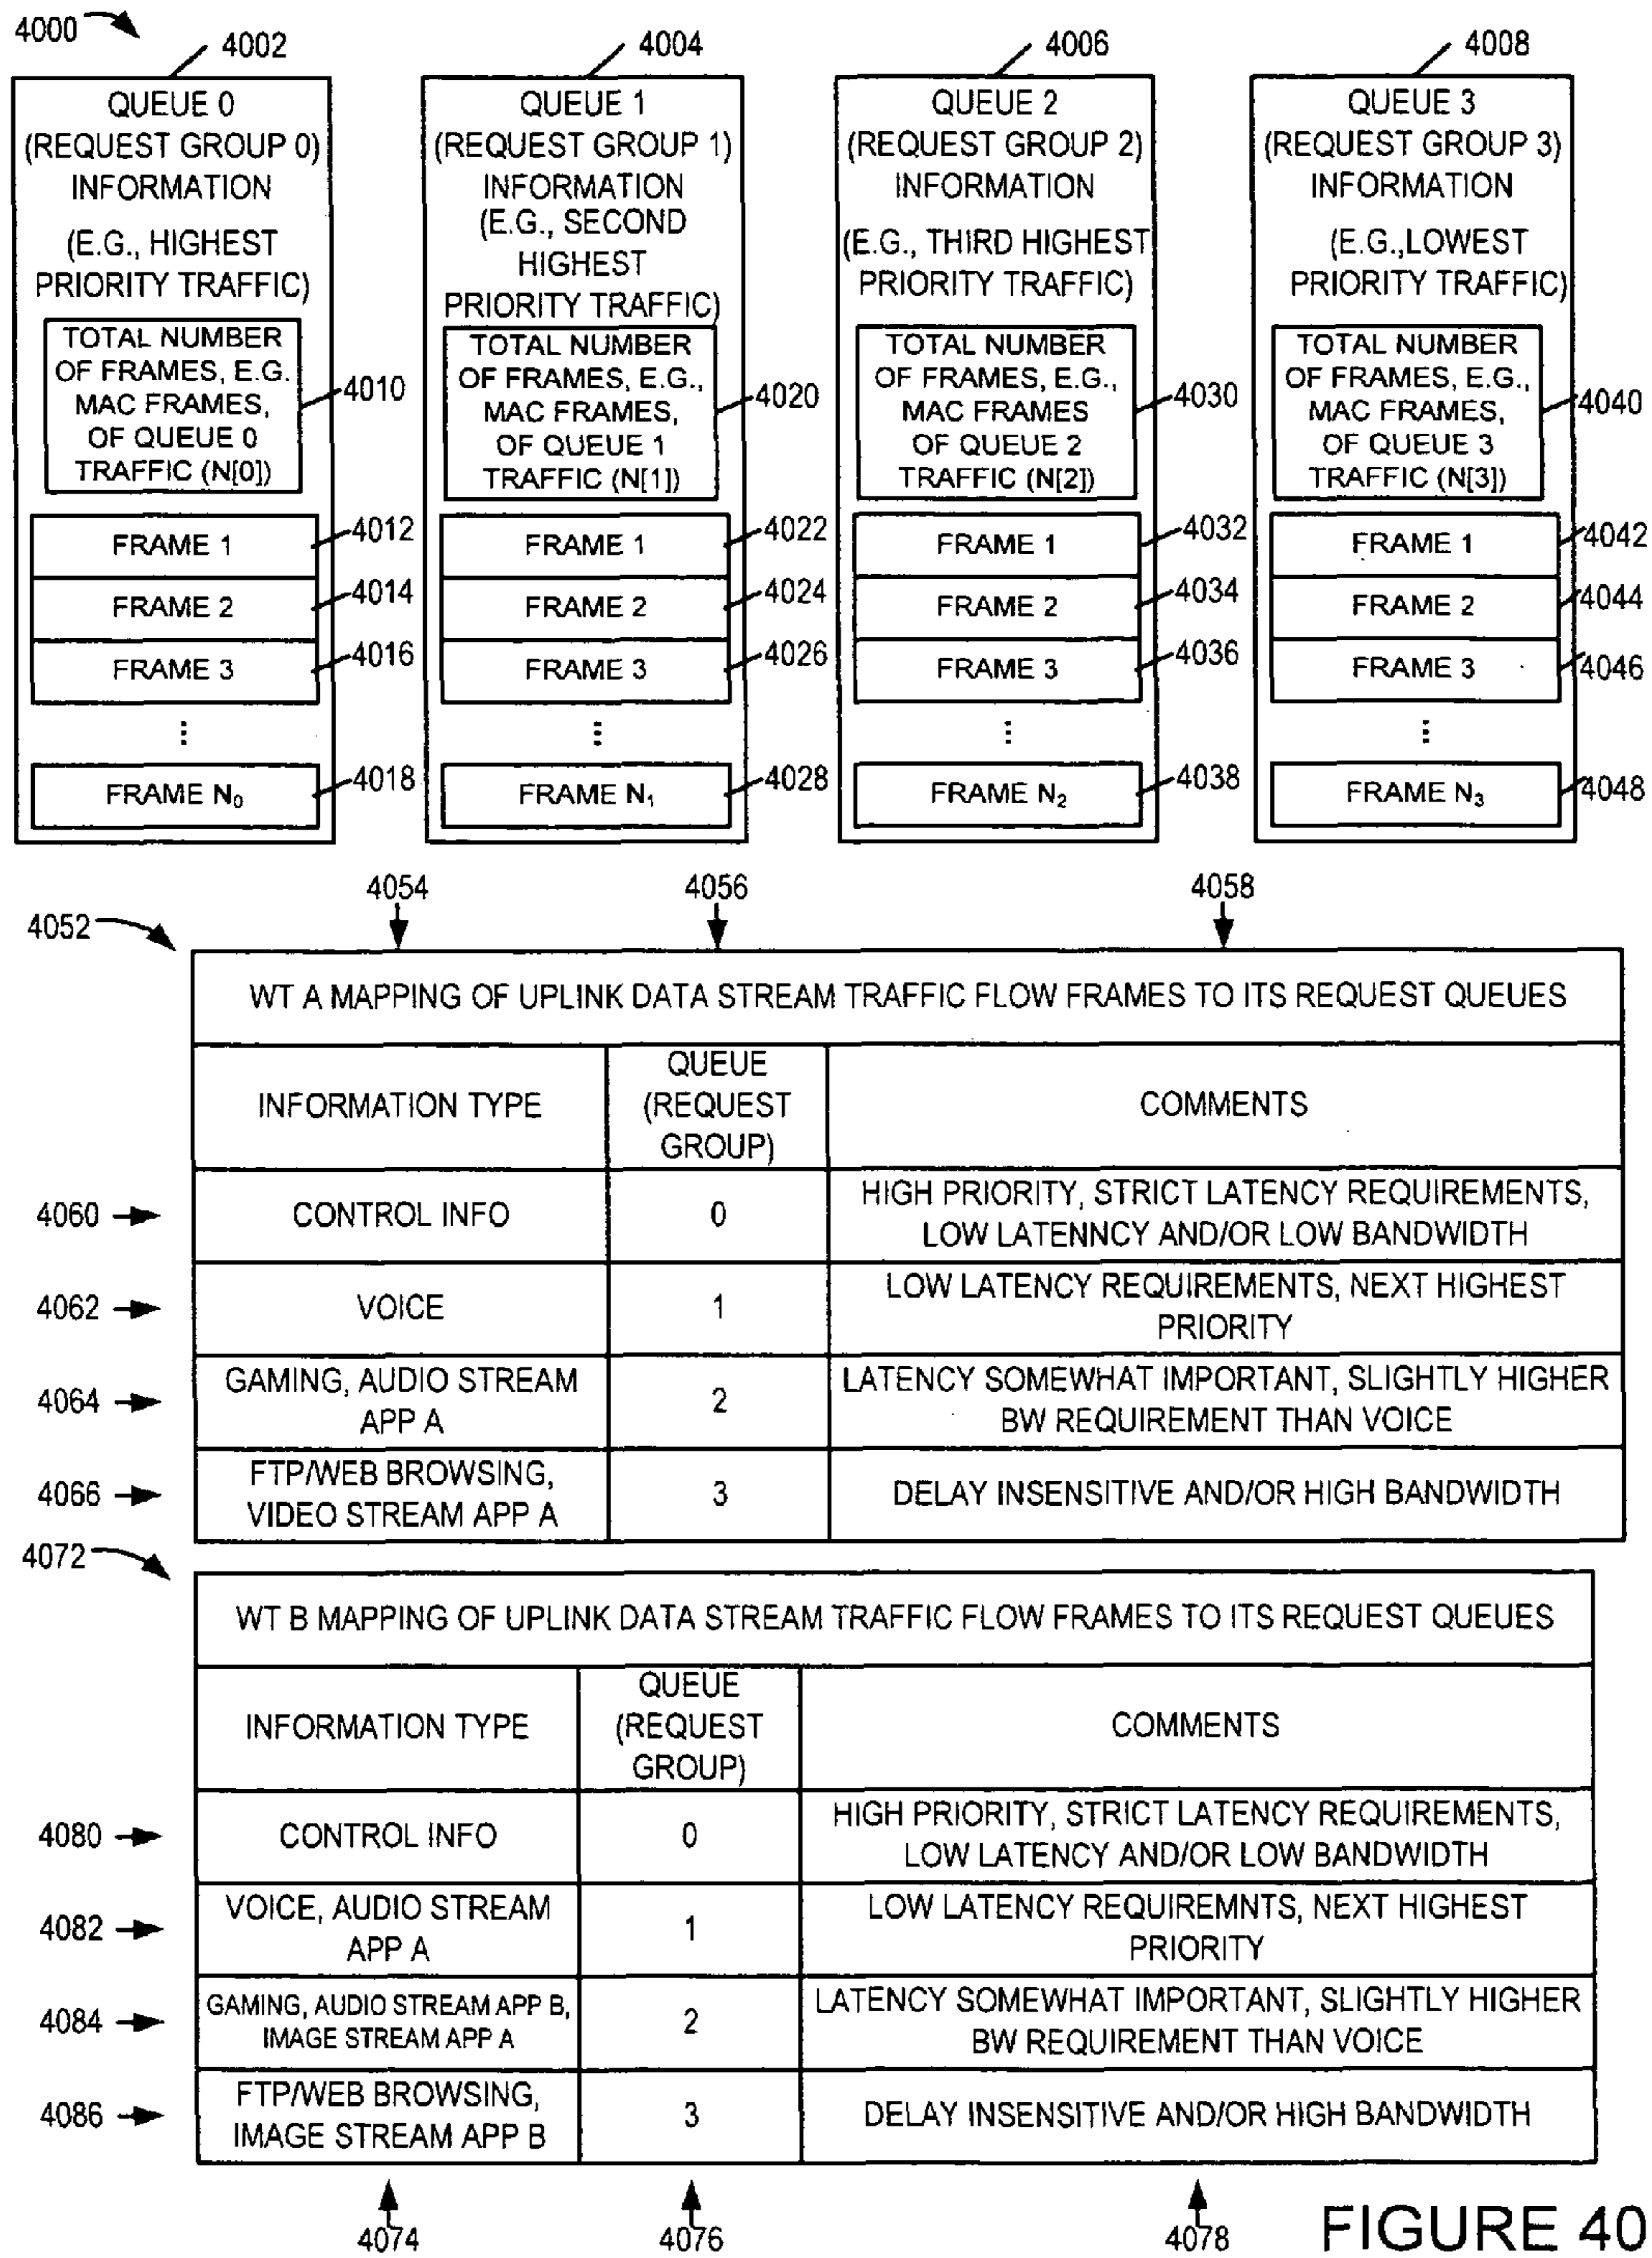 4000
4002
4004
4006
4008
QUEUE 0
(REQUEST GROUP 0)
INFORMATION
(E.G., HIGHEST
PRIORITY TRAFFIC)
TOTAL NUMBER
OF FRAMES, E.G.
MAC FRAMES,
OF QUEUE 0
TRAFFIC (N[0])
4010
FRAME 1
4012
FRAME 2
4014
FRAME 3
4016
⋮
FRAME N₀
4018
QUEUE 1
(REQUEST GROUP 1)
INFORMATION
(E.G., SECOND
HIGHEST
PRIORITY TRAFFIC)
TOTAL NUMBER
OF FRAMES, E.G.,
MAC FRAMES,
OF QUEUE 1
TRAFFIC (N[1])
4020
FRAME 1
4022
FRAME 2
4024
FRAME 3
4026
⋮
FRAME N₁
4028
QUEUE 2
(REQUEST GROUP 2)
INFORMATION
(E.G., THIRD HIGHEST
PRIORITY TRAFFIC)
TOTAL NUMBER
OF FRAMES, E.G.,
MAC FRAMES
OF QUEUE 2
TRAFFIC (N[2])
4030
FRAME 1
4032
FRAME 2
4034
FRAME 3
4036
⋮
FRAME N₂
4038
QUEUE 3
(REQUEST GROUP 3)
INFORMATION
(E.G.,LOWEST
PRIORITY TRAFFIC)
TOTAL NUMBER
OF FRAMES, E.G.,
MAC FRAMES,
OF QUEUE 3
TRAFFIC (N[3])
4040
FRAME 1
4042
FRAME 2
4044
FRAME 3
4046
⋮
FRAME N₃
4048
4052
4054
4056
4058
WT A MAPPING OF UPLINK DATA STREAM TRAFFIC FLOW FRAMES TO ITS REQUEST QUEUES
INFORMATION TYPE
QUEUE
(REQUEST
GROUP)
COMMENTS
4060
CONTROL INFO
0
HIGH PRIORITY, STRICT LATENCY REQUIREMENTS,
LOW LATENNCY AND/OR LOW BANDWIDTH
4062
VOICE
1
LOW LATENCY REQUIREMENTS, NEXT HIGHEST
PRIORITY
4064
GAMING, AUDIO STREAM
APP A
2
LATENCY SOMEWHAT IMPORTANT, SLIGHTLY HIGHER
BW REQUIREMENT THAN VOICE
4066
FTP/WEB BROWSING,
VIDEO STREAM APP A
3
DELAY INSENSITIVE AND/OR HIGH BANDWIDTH
4072
WT B MAPPING OF UPLINK DATA STREAM TRAFFIC FLOW FRAMES TO ITS REQUEST QUEUES
INFORMATION TYPE
QUEUE
(REQUEST
GROUP)
COMMENTS
4080
CONTROL INFO
0
HIGH PRIORITY, STRICT LATENCY REQUIREMENTS,
LOW LATENCY AND/OR LOW BANDWIDTH
4082
VOICE, AUDIO STREAM
APP A
1
LOW LATENCY REQUIREMNTS, NEXT HIGHEST
PRIORITY
4084
GAMING, AUDIO STREAM APP B,
IMAGE STREAM APP A
2
LATENCY SOMEWHAT IMPORTANT, SLIGHTLY HIGHER
BW REQUIREMENT THAN VOICE
4086
FTP/WEB BROWSING,
IMAGE STREAM APP B
3
DELAY INSENSITIVE AND/OR HIGH BANDWIDTH
4074
4076
4078
FIGURE 40